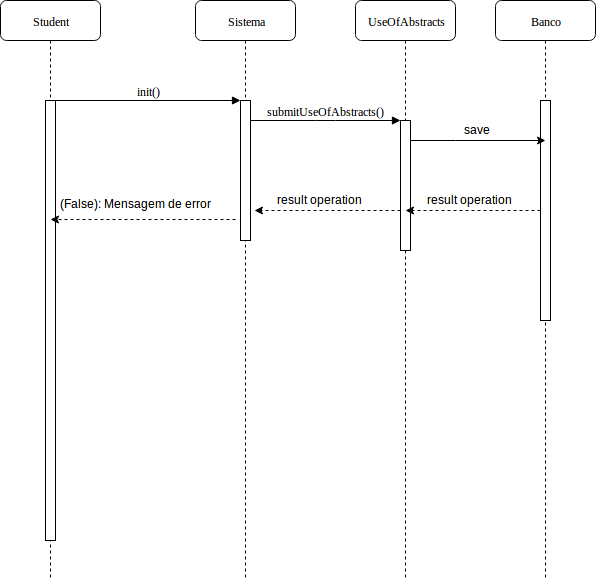 Student
Sistema
UseOfAbstracts
Banco
init()
submitUseOfAbstracts()
save
(False): Mensagem de error
result operation
result operation